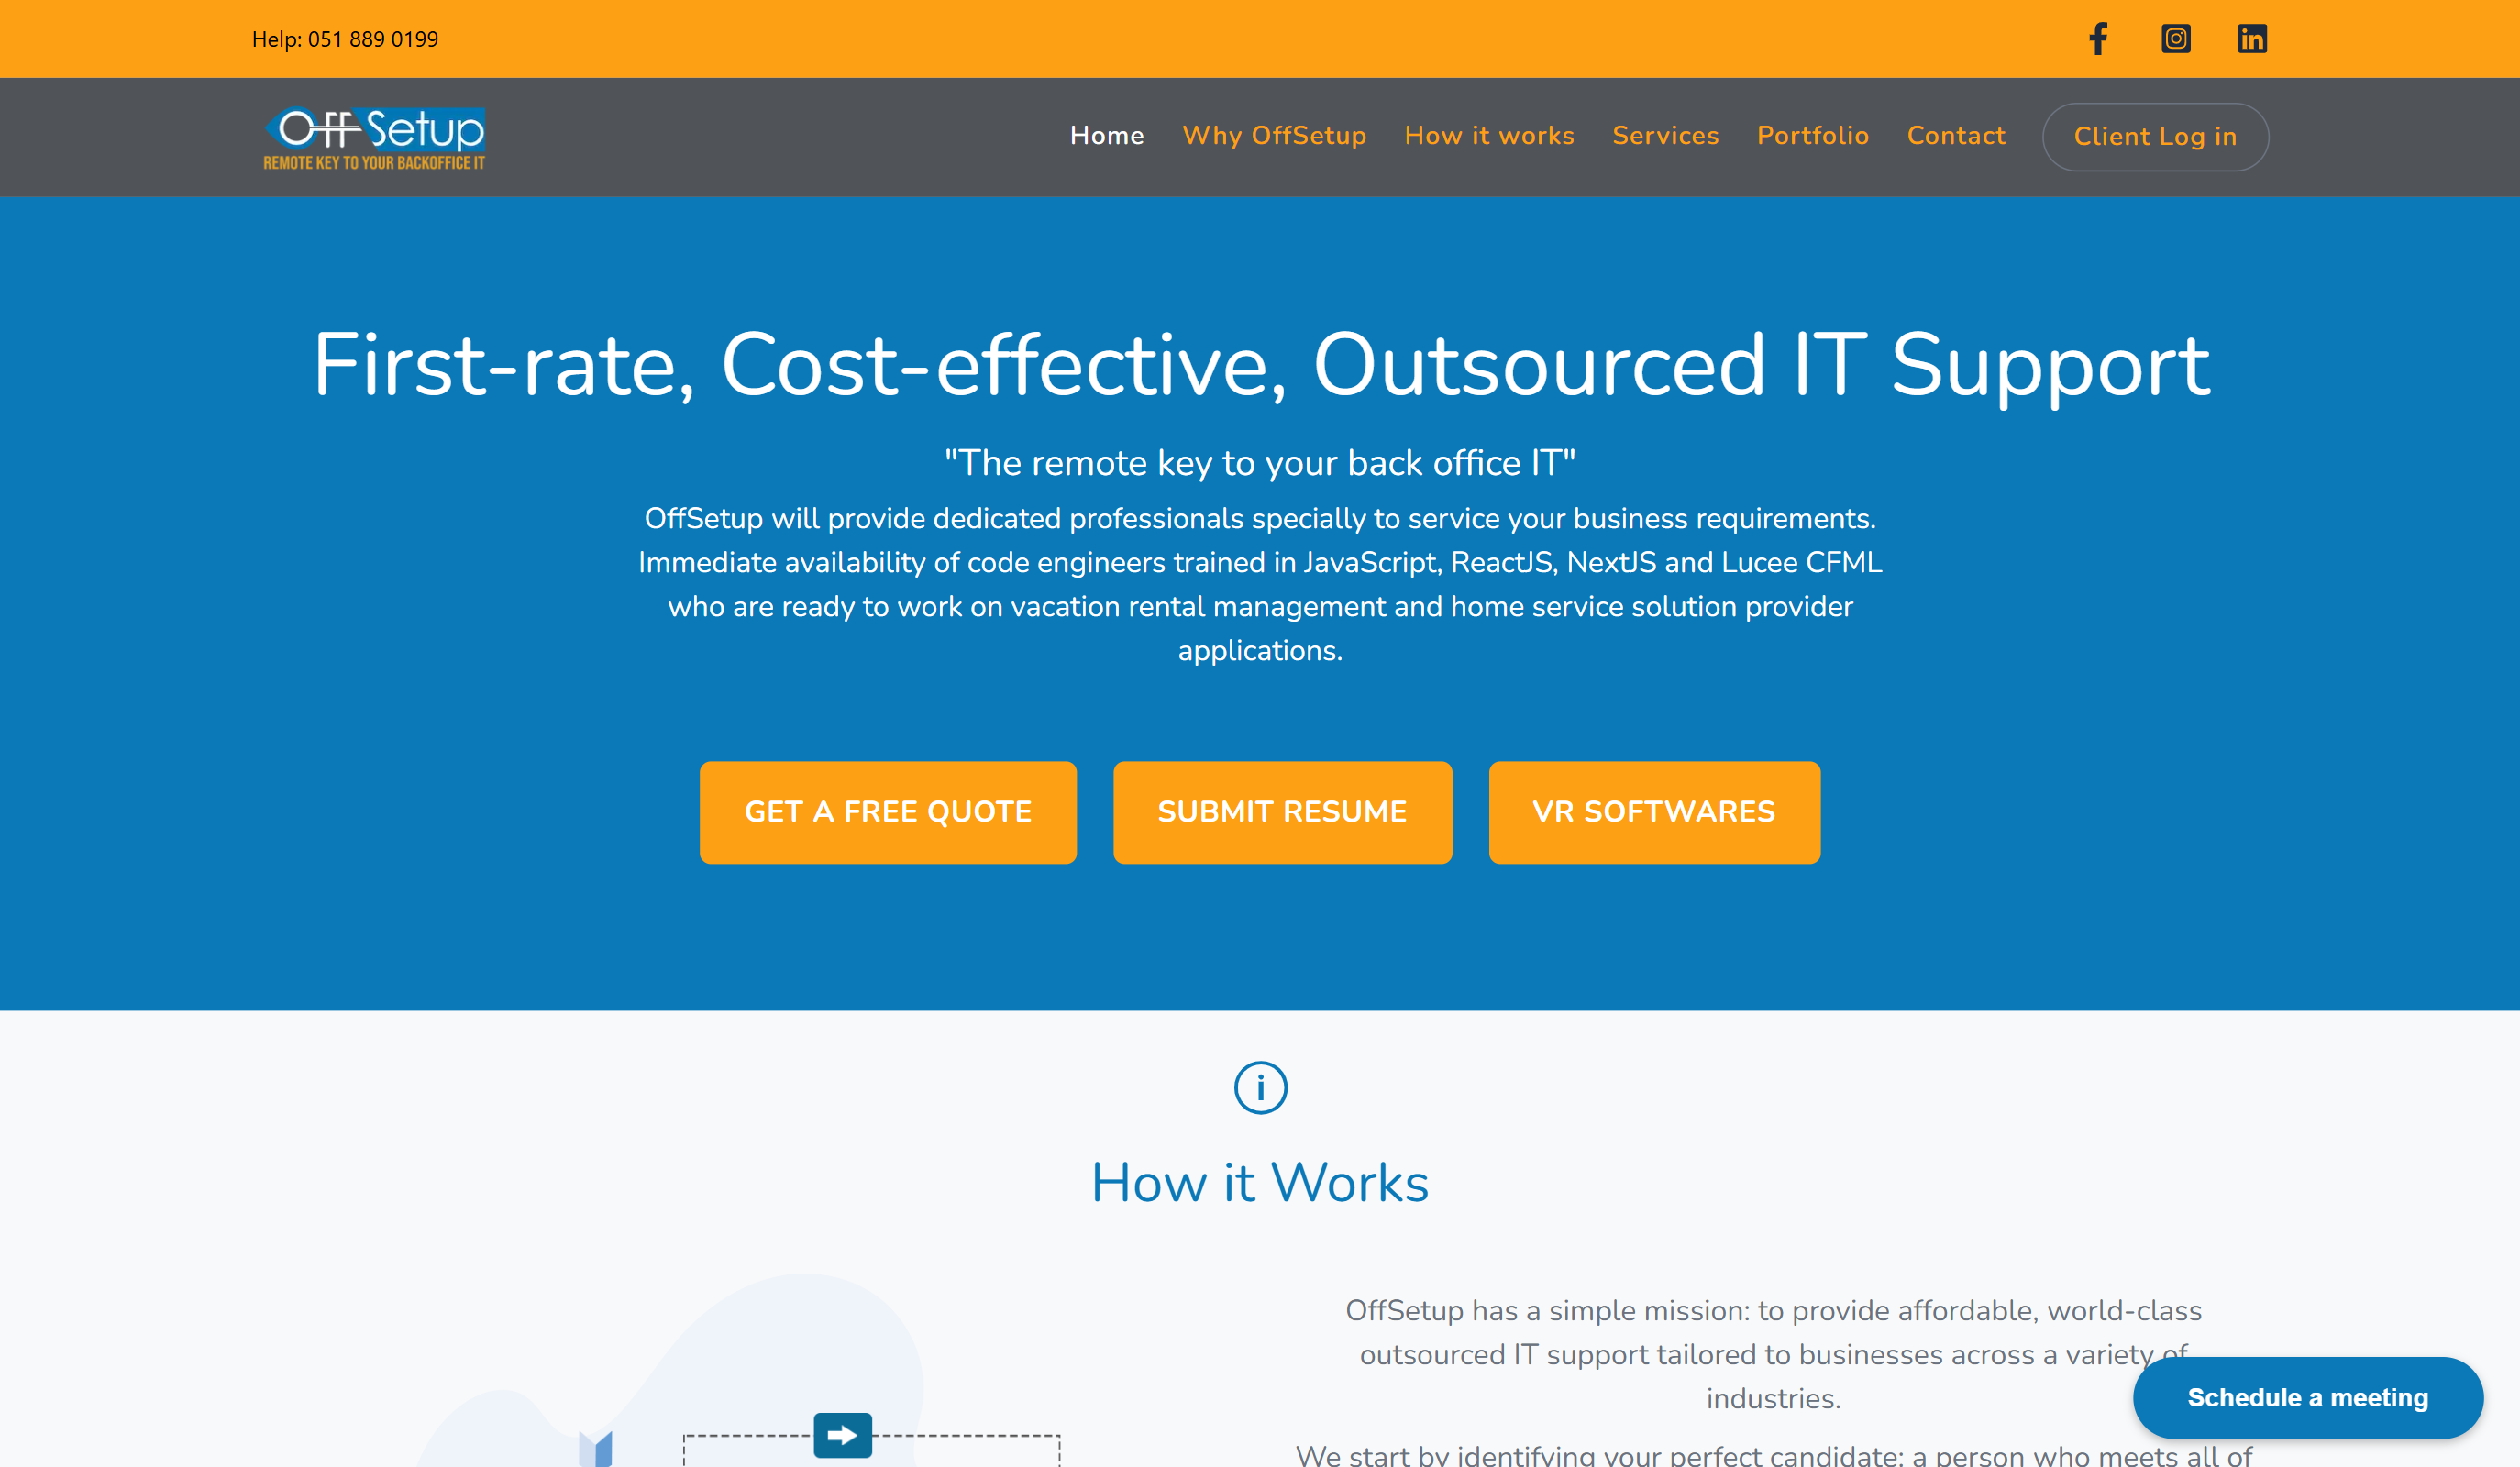 Help: 051 889 0199
OffSetup
REMOTE KEY TO YOUR BACKOFFICE IT
Home
Why OffSetup
How it works
Services
Portfolio
Contact
Client Log in
First-rate, Cost-effective, Outsourced IT Support
"The remote key to your back office IT"
OffSetup will provide dedicated professionals specially to service your business requirements.
Immediate availability of code engineers trained in JavaScript, ReactJS, NextJS and Lucee CFML
who are ready to work on vacation rental management and home service solution provider
applications.
GET A FREE QUOTE
SUBMIT RESUME
VR SOFTWARES
How it Works
OffSetup has a simple mission: to provide affordable, world-class
outsourced IT support tailored to businesses across a variety of
industries.
We start by identifying your perfect candidate: a person who meets all of
Schedule a meeting